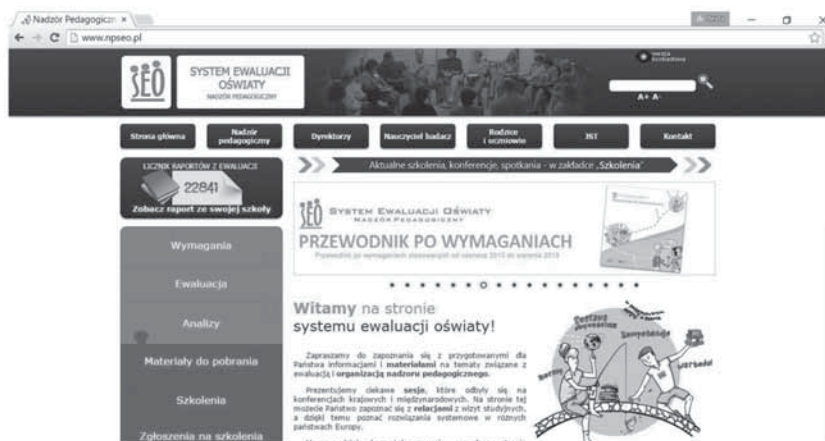 Nadzór Pedagogiczn
www.npseo.pl
SEO
SYSTEM EWALUACJI
OŚWIATY
NADZÓR PEDAGOGICZNY
A+ A-
Strona główna
Nadzór
pedagogiczny
Dyrektorzy
Nauczyciel badacz
Rodzice
i uczniowie
JST
Kontakt
LICZNIK RAPORTÓW Z EWALUACJI
22841
Zobacz raport ze swojej szkoły
Aktualne szkolenia, konferencje, spotkania - w zakładce „Szkolenia"
SEO
SYSTEM EWALUACJI OŚWIATY
NADZÓR PEDAGOGICZNY
PRZEWODNIK PO WYMAGANIACH
Wymagania
Ewaluacja
Analizy
Materiały do pobrania
Szkolenia
Zgłoszenia na szkolenia
Witamy na stronie
systemu ewaluacji oświaty!
Zapraszamy do zapoznania się z przygotowanymi dla
Państwa informacjami i materiałami na tematy związane z
ewaluacją i organizacją nadzoru pedagogicznego.
Prezentujemy ciekawe sesje, które odbyły się na
konferencjach krajowych i międzynarodowych. Na stronie tej
możecie Państwo zapoznać się z relacjami z wizyt studyjnych,
a dzięki temu poznać rozwiązania systemowe w różnych
państwach Europy.